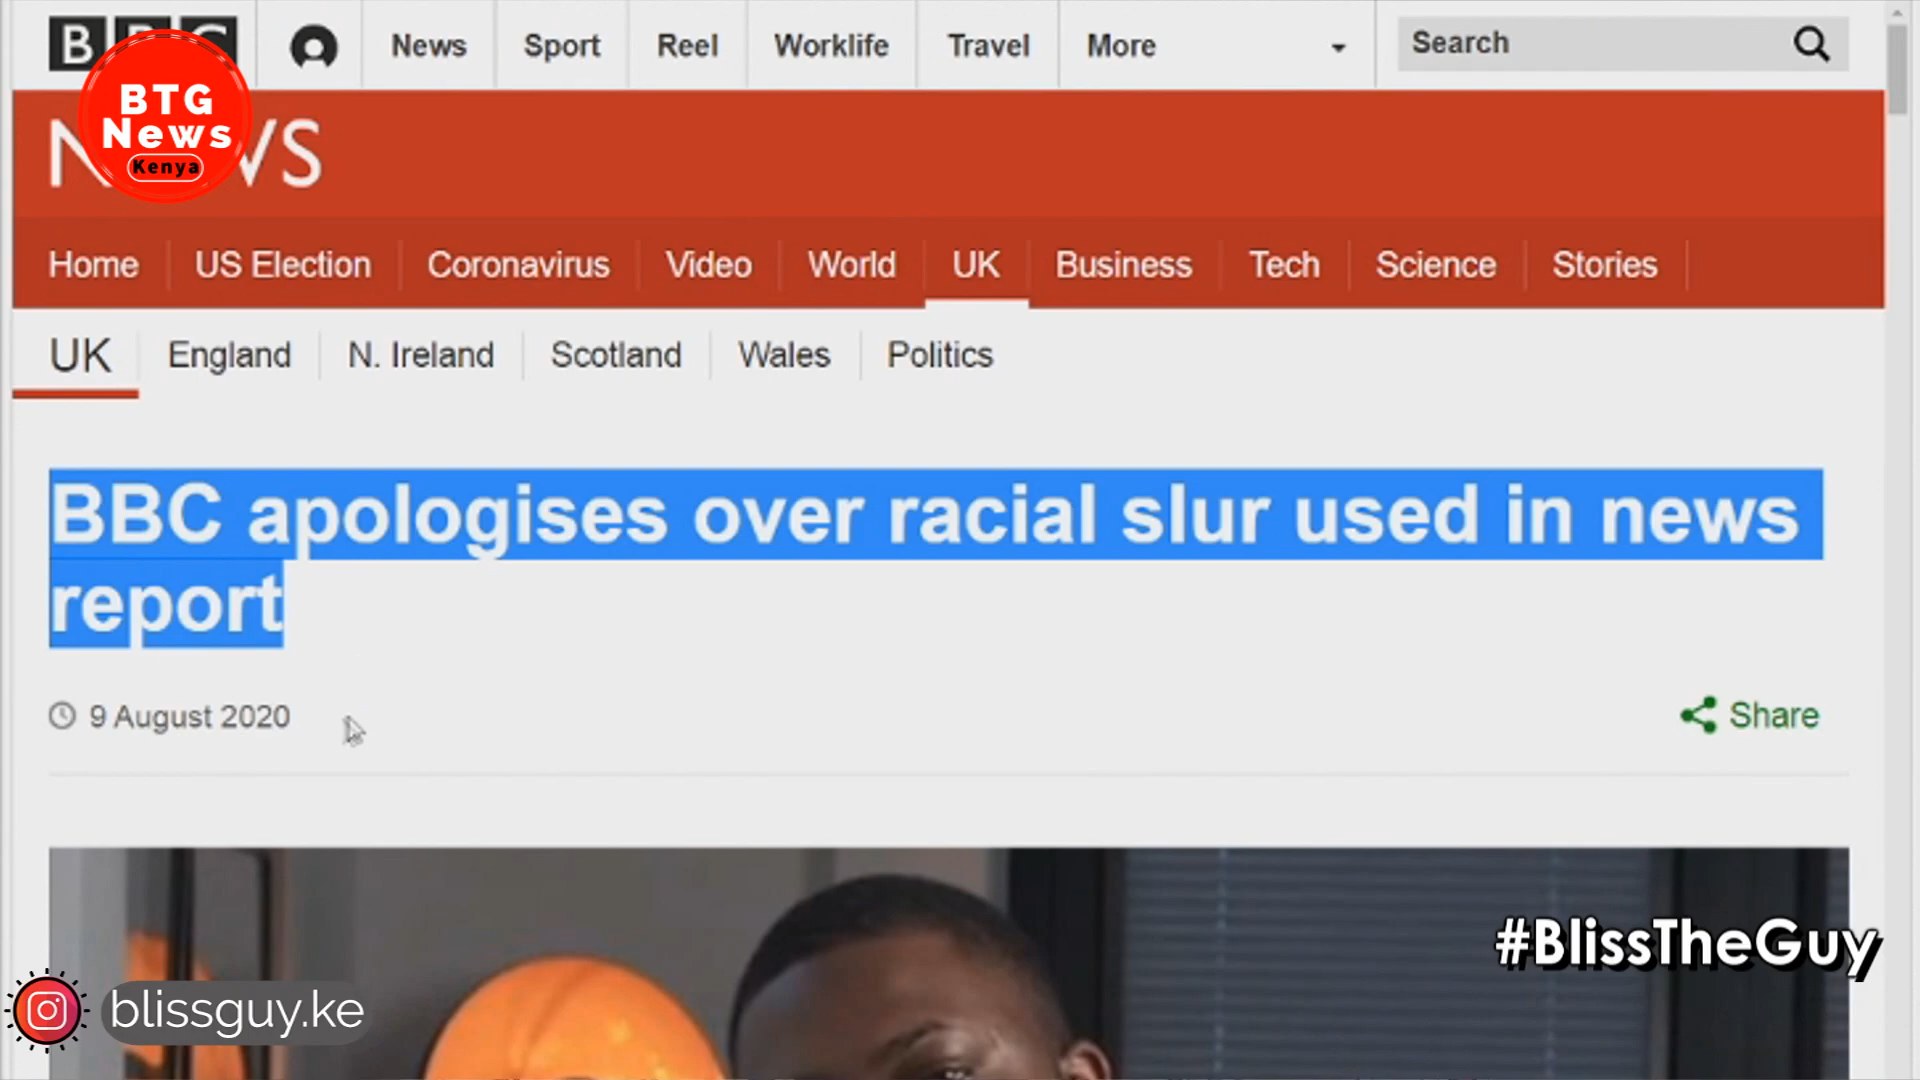 BBC
News
Sport
Reel
Worklife
Travel
More
Search
BTG
News
Kenya
NEWS
Home
US Election
Coronavirus
Video
World
UK
Business
Tech
Science
Stories
UK
England
N. Ireland
Scotland
Wales
Politics
BBC apologises over racial slur used in news
report
9 August 2020
Share
#BlissTheGuy
blissguy.ke